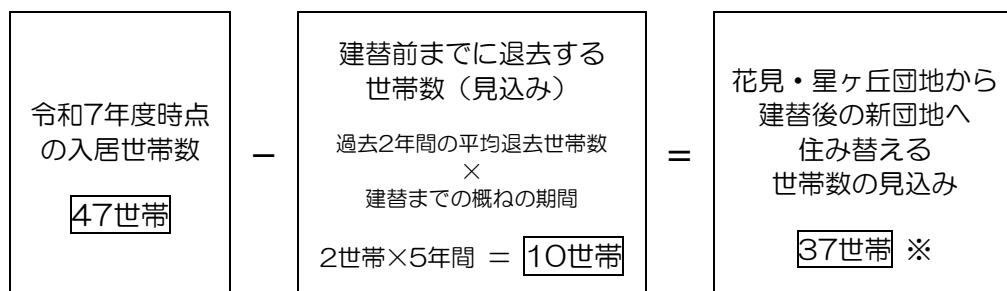 令和7年度時点
の入居世帯数
47世帯
−
建替前までに退去する
世帯数（見込み）
過去2年間の平均退去世帯数
×
建替までの概ねの期間
2世帯×5年間 ＝ 10世帯
＝
花見・星ヶ丘団地から
建替後の新団地へ
住み替える
世帯数の見込み
37世帯 ※